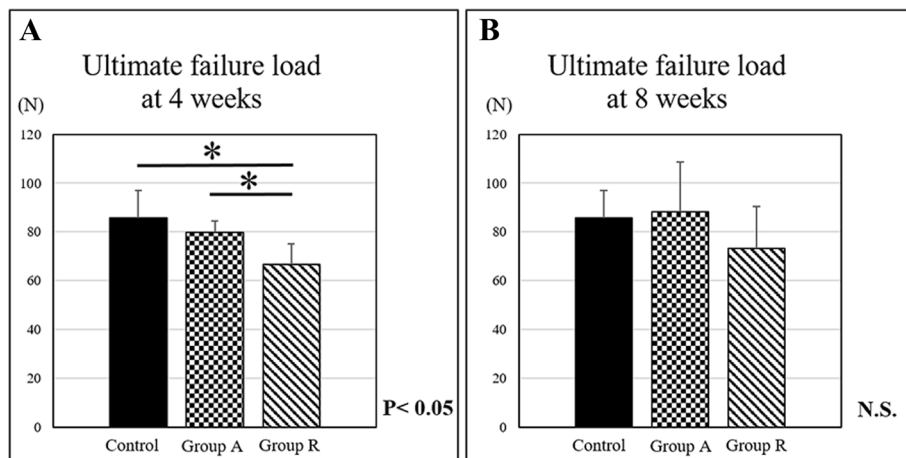 A
Ultimate failure load
at 4 weeks
(N)
120
100
80
60
40
20
0
*
*
Control Group A Group R
P< 0.05
B
Ultimate failure load
at 8 weeks
(N)
120
100
80
60
40
20
0
Control Group A Group R
N.S.